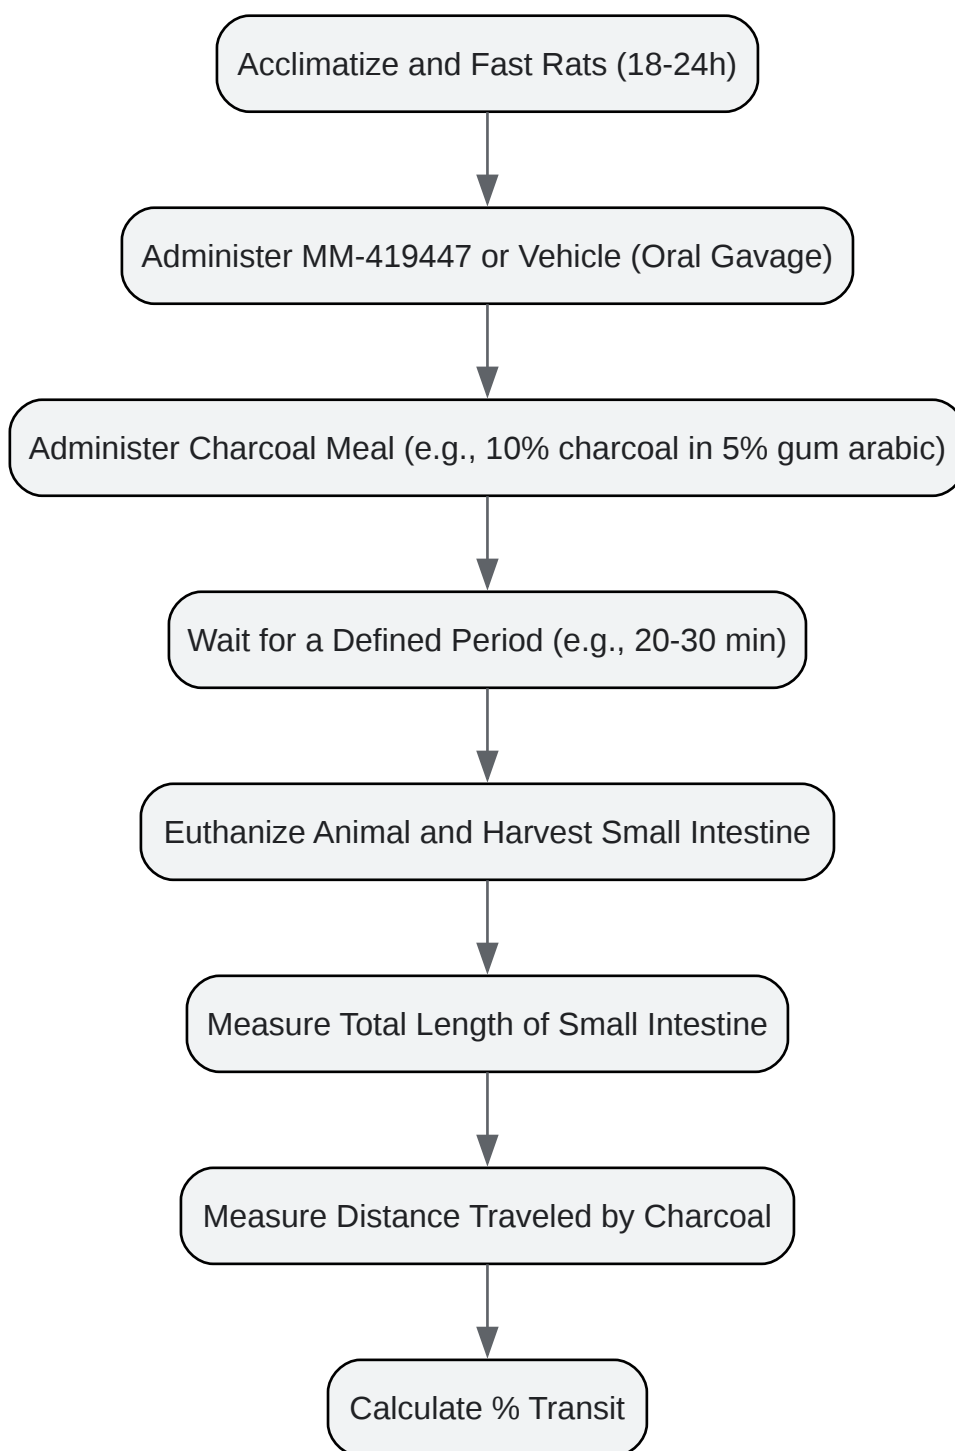 Acclimatize and Fast Rats (18-24h)
Administer MM-419447 or Vehicle (Oral Gavage)
Administer Charcoal Meal (e.g., 10% charcoal in 5% gum arabic)
Wait for a Defined Period (e.g., 20-30 min)
Euthanize Animal and Harvest Small Intestine
Measure Total Length of Small Intestine
Measure Distance Traveled by Charcoal
Calculate % Transit